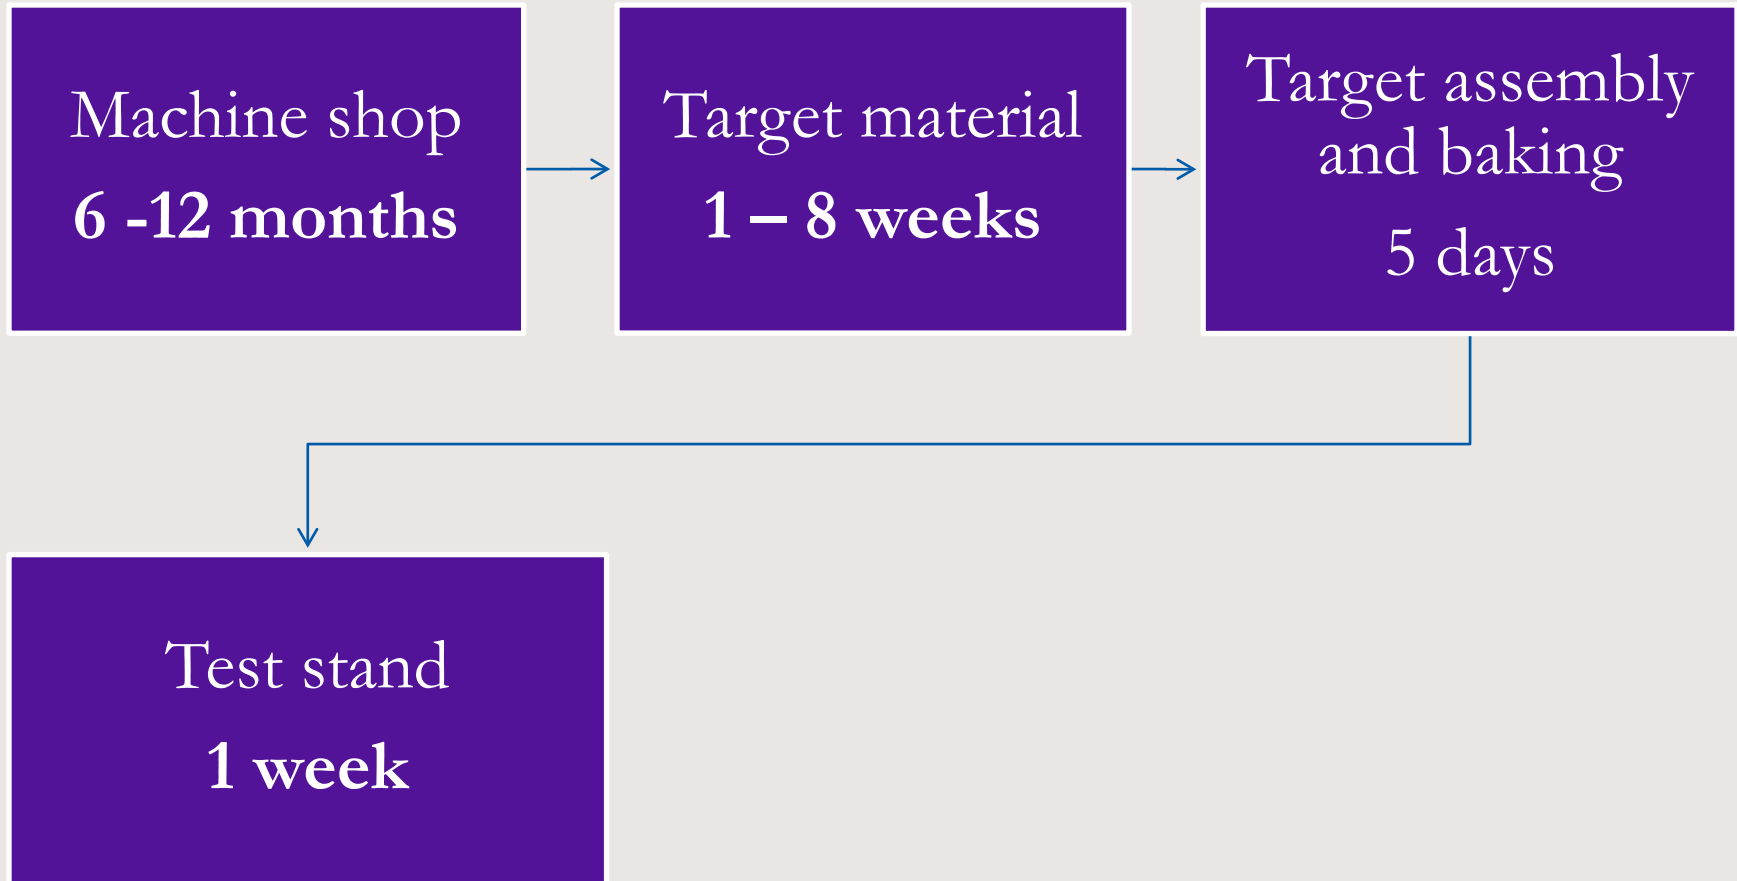 Machine shop
6 -12 months
Target material
1 – 8 weeks
Target assembly
and baking
5 days
Test stand
1 week